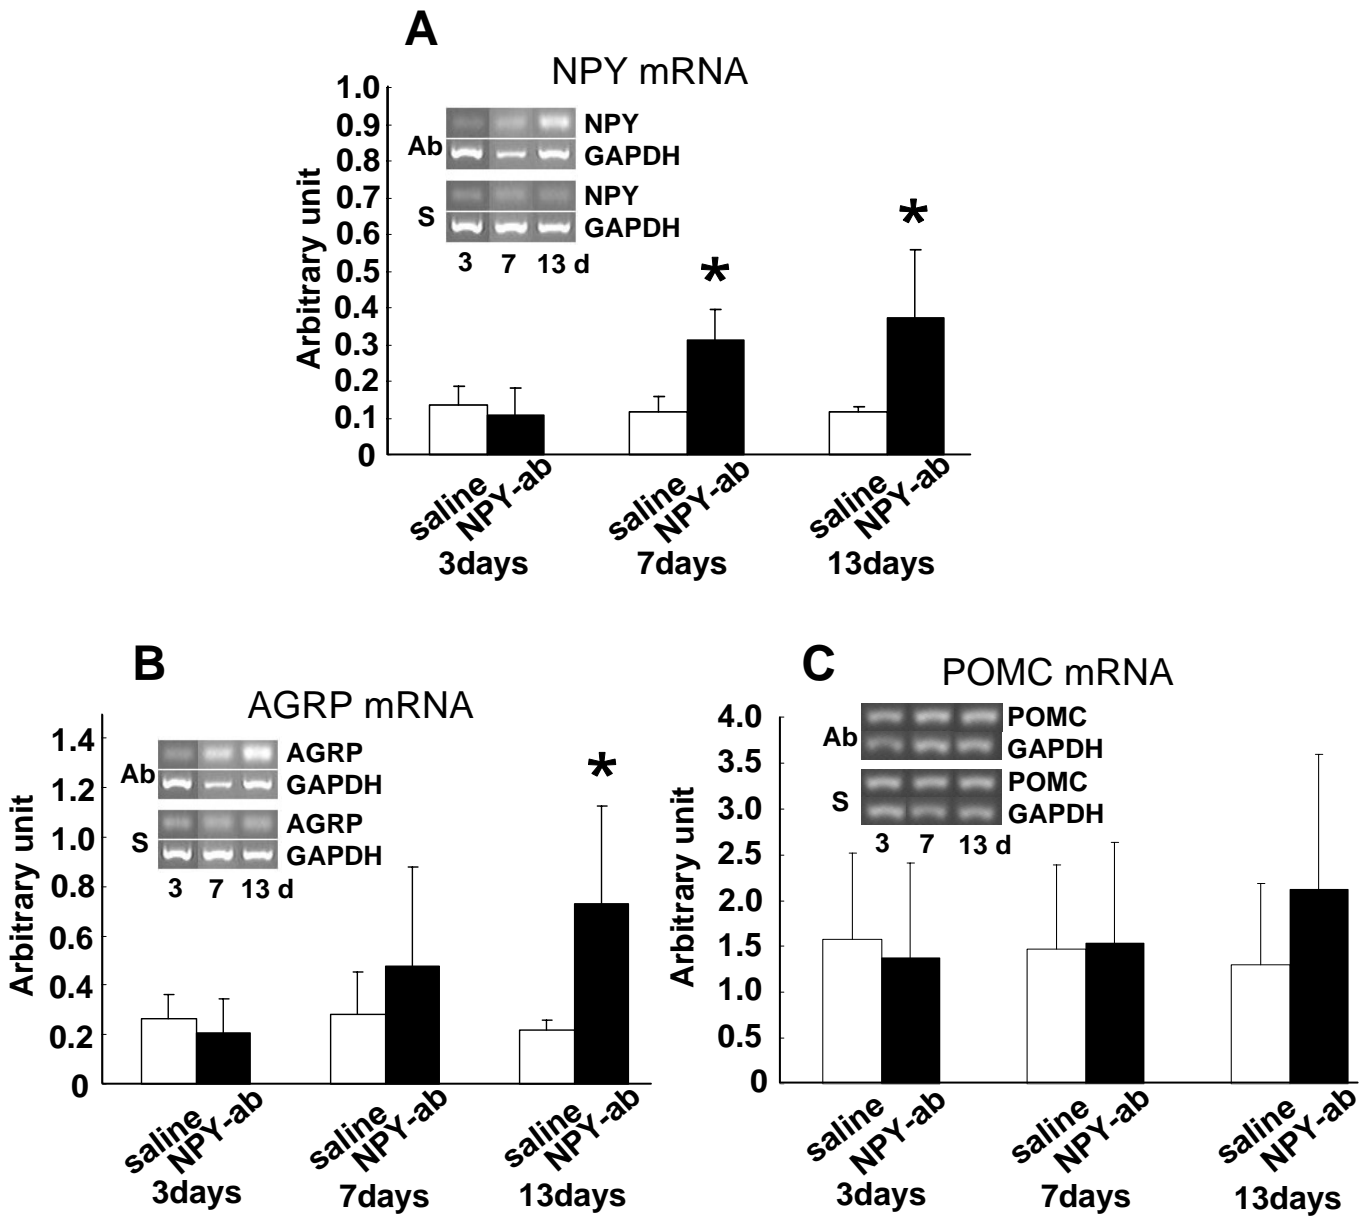 A
NPY mRNA
1.0
0.9
0.8
0.7
0.6
0.5
0.4
0.3
0.2
0.1
0
Arbitrary unit
Ab
NPY
GAPDH
S
NPY
GAPDH
3 7 13 d
*
*
saline NPY-ab saline NPY-ab saline NPY-ab
3days 7days 13days
B
AGRP mRNA
1.4
1.2
1.0
0.8
0.6
0.4
0.2
0
Arbitrary unit
Ab
AGRP
GAPDH
S
AGRP
GAPDH
3 7 13 d
*
saline NPY-ab saline NPY-ab saline NPY-ab
3days 7days 13days
C
POMC mRNA
4.0
3.5
3.0
2.5
2.0
1.5
1.0
0.5
0
Arbitrary unit
Ab
POMC
GAPDH
S
POMC
GAPDH
3 7 13 d
saline NPY-ab saline NPY-ab saline NPY-ab
3days 7days 13days